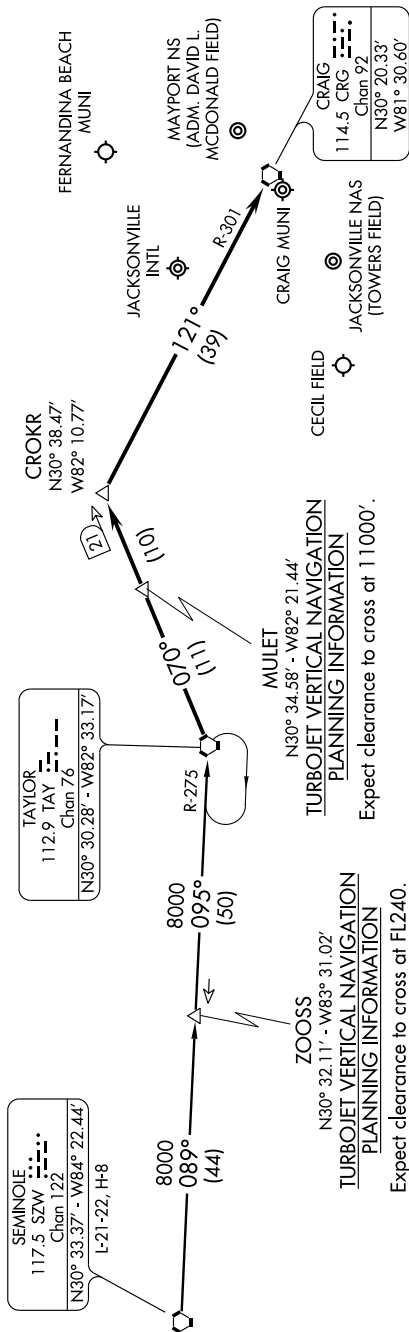 SEMINOLE
117.5 SZW
Chan 122
N30° 33.37' - W84° 22.44'
L-21-22, H-8
8000
089°
(44)
ZOOSS
N30° 32.11' - W83° 31.02'
TURBOJET VERTICAL NAVIGATION
PLANNING INFORMATION
Expect clearance to cross at FL240.
8000
095°
(50)
R-275
TAYLOR
112.9 TAY
Chan 76
N30° 30.28' - W82° 33.17'
070°
(11)
MULET
N30° 34.58' - W82° 21.44'
TURBOJET VERTICAL NAVIGATION
PLANNING INFORMATION
Expect clearance to cross at 11000'.
(10)
21
CROKR
N30° 38.47'
W82° 10.77'
121°
(39)
R-301
JACKSONVILLE
INTL
FERNANDINA BEACH
MUNI
MAYPORT NS
(ADM. DAVID L.
MCDONALD FIELD)
CRAIG MUNI
CECIL FIELD
JACKSONVILLE NAS
(TOWERS FIELD)
CRAIG
114.5 CRG
Chan 92
N30° 20.33'
W81° 30.60'